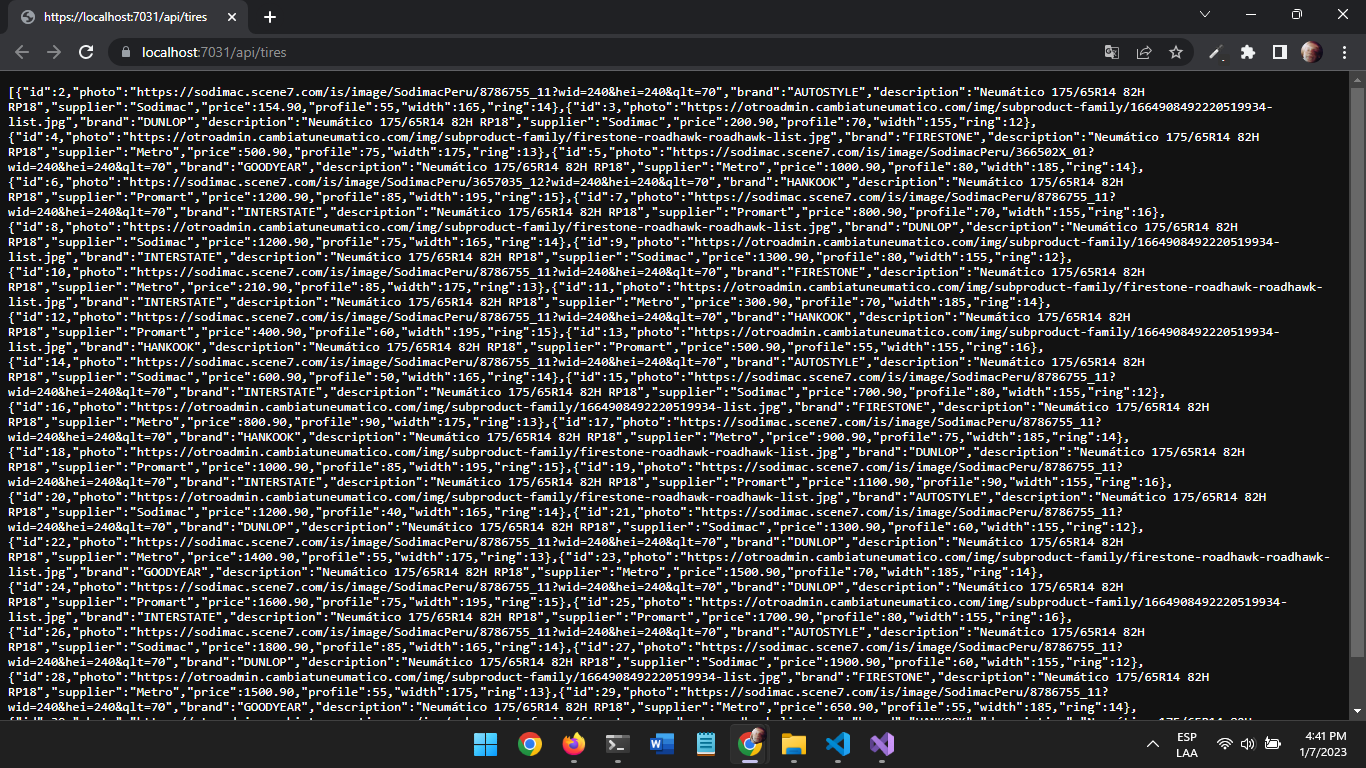 https://localhost:7031/api/tires
localhost:7031/api/tires
[{"id":2,"photo":"https://sodimac.scene7.com/is/image/SodimacPeru/8786755_11?wid=240&hei=240&qlt=70","brand":"AUTOSTYLE","description":"Neumático 175/65R14 82H
RP18","supplier":"Sodimac","price":154.90,"profile":55,"width":165,"ring":14},{"id":3,"photo":"https://otroadmin.cambiatuneumatico.com/img/subproduct-family/1664908492220519934-
list.jpg","brand":"DUNLOP","description":"Neumático 175/65R14 82H RP18","supplier":"Sodimac","price":200.90,"profile":70,"width":155,"ring":12},
{"id":4,"photo":"https://otroadmin.cambiatuneumatico.com/img/subproduct-family/firestone-roadhawk-roadhawk-list.jpg","brand":"FIRESTONE","description":"Neumático 175/65R14 82H
RP18","supplier":"Metro","price":500.90,"profile":75,"width":175,"ring":13},{"id":5,"photo":"https://sodimac.scene7.com/is/image/SodimacPeru/366502X_01?
wid=240&hei=240&qlt=70","brand":"GOODYEAR","description":"Neumático 175/65R14 82H RP18","supplier":"Metro","price":1000.90,"profile":80,"width":185,"ring":14},
{"id":6,"photo":"https://sodimac.scene7.com/is/image/SodimacPeru/3657035_12?wid=240&hei=240&qlt=70","brand":"HANKOOK","description":"Neumático 175/65R14 82H
RP18","supplier":"Promart","price":1200.90,"profile":85,"width":195,"ring":15},{"id":7,"photo":"https://sodimac.scene7.com/is/image/SodimacPeru/8786755_11?
wid=240&hei=240&qlt=70","brand":"INTERSTATE","description":"Neumático 175/65R14 82H RP18","supplier":"Promart","price":800.90,"profile":70,"width":155,"ring":16},
{"id":8,"photo":"https://otroadmin.cambiatuneumatico.com/img/subproduct-family/firestone-roadhawk-roadhawk-list.jpg","brand":"DUNLOP","description":"Neumático 175/65R14 82H
RP18","supplier":"Sodimac","price":1200.90,"profile":75,"width":165,"ring":14},{"id":9,"photo":"https://otroadmin.cambiatuneumatico.com/img/subproduct-family/1664908492220519934-
list.jpg","brand":"INTERSTATE","description":"Neumático 175/65R14 82H RP18","supplier":"Sodimac","price":1300.90,"profile":80,"width":155,"ring":12},
{"id":10,"photo":"https://sodimac.scene7.com/is/image/SodimacPeru/8786755_11?wid=240&hei=240&qlt=70","brand":"FIRESTONE","description":"Neumático 175/65R14 82H
RP18","supplier":"Metro","price":210.90,"profile":85,"width":175,"ring":13},{"id":11,"photo":"https://otroadmin.cambiatuneumatico.com/img/subproduct-family/firestone-roadhawk-roadhawk-
list.jpg","brand":"INTERSTATE","description":"Neumático 175/65R14 82H RP18","supplier":"Metro","price":300.90,"profile":70,"width":185,"ring":14},
{"id":12,"photo":"https://sodimac.scene7.com/is/image/SodimacPeru/8786755_11?wid=240&hei=240&qlt=70","brand":"HANKOOK","description":"Neumático 175/65R14 82H
RP18","supplier":"Promart","price":400.90,"profile":60,"width":195,"ring":15},{"id":13,"photo":"https://otroadmin.cambiatuneumatico.com/img/subproduct-family/1664908492220519934-
list.jpg","brand":"HANKOOK","description":"Neumático 175/65R14 82H RP18","supplier":"Promart","price":500.90,"profile":55,"width":155,"ring":16},
{"id":14,"photo":"https://sodimac.scene7.com/is/image/SodimacPeru/8786755_11?wid=240&hei=240&qlt=70","brand":"AUTOSTYLE","description":"Neumático 175/65R14 82H
RP18","supplier":"Sodimac","price":600.90,"profile":50,"width":165,"ring":14},{"id":15,"photo":"https://sodimac.scene7.com/is/image/SodimacPeru/8786755_11?
wid=240&hei=240&qlt=70","brand":"INTERSTATE","description":"Neumático 175/65R14 82H RP18","supplier":"Sodimac","price":700.90,"profile":80,"width":155,"ring":12},
{"id":16,"photo":"https://otroadmin.cambiatuneumatico.com/img/subproduct-family/1664908492220519934-list.jpg","brand":"FIRESTONE","description":"Neumático 175/65R14 82H
RP18","supplier":"Metro","price":800.90,"profile":90,"width":175,"ring":13},{"id":17,"photo":"https://sodimac.scene7.com/is/image/SodimacPeru/8786755_11?
wid=240&hei=240&qlt=70","brand":"HANKOOK","description":"Neumático 175/65R14 82H RP18","supplier":"Metro","price":900.90,"profile":75,"width":185,"ring":14},
{"id":18,"photo":"https://otroadmin.cambiatuneumatico.com/img/subproduct-family/firestone-roadhawk-roadhawk-list.jpg","brand":"DUNLOP","description":"Neumático 175/65R14 82H
RP18","supplier":"Promart","price":1000.90,"profile":85,"width":195,"ring":15},{"id":19,"photo":"https://sodimac.scene7.com/is/image/SodimacPeru/8786755_11?
wid=240&hei=240&qlt=70","brand":"INTERSTATE","description":"Neumático 175/65R14 82H RP18","supplier":"Promart","price":1100.90,"profile":90,"width":155,"ring":16},
{"id":20,"photo":"https://otroadmin.cambiatuneumatico.com/img/subproduct-family/firestone-roadhawk-roadhawk-list.jpg","brand":"AUTOSTYLE","description":"Neumático 175/65R14 82H
RP18","supplier":"Sodimac","price":1200.90,"profile":40,"width":165,"ring":14},{"id":21,"photo":"https://sodimac.scene7.com/is/image/SodimacPeru/8786755_11?
wid=240&hei=240&qlt=70","brand":"DUNLOP","description":"Neumático 175/65R14 82H RP18","supplier":"Sodimac","price":1300.90,"profile":60,"width":155,"ring":12},
{"id":22,"photo":"https://sodimac.scene7.com/is/image/SodimacPeru/8786755_11?wid=240&hei=240&qlt=70","brand":"DUNLOP","description":"Neumático 175/65R14 82H
RP18","supplier":"Metro","price":1400.90,"profile":55,"width":175,"ring":13},{"id":23,"photo":"https://otroadmin.cambiatuneumatico.com/img/subproduct-family/firestone-roadhawk-roadhawk-
list.jpg","brand":"GOODYEAR","description":"Neumático 175/65R14 82H RP18","supplier":"Metro","price":1500.90,"profile":70,"width":185,"ring":14},
{"id":24,"photo":"https://sodimac.scene7.com/is/image/SodimacPeru/8786755_11?wid=240&hei=240&qlt=70","brand":"DUNLOP","description":"Neumático 175/65R14 82H
RP18","supplier":"Promart","price":1600.90,"profile":75,"width":195,"ring":15},{"id":25,"photo":"https://otroadmin.cambiatuneumatico.com/img/subproduct-family/1664908492220519934-
list.jpg","brand":"INTERSTATE","description":"Neumático 175/65R14 82H RP18","supplier":"Promart","price":1700.90,"profile":80,"width":155,"ring":16},
{"id":26,"photo":"https://sodimac.scene7.com/is/image/SodimacPeru/8786755_11?wid=240&hei=240&qlt=70","brand":"AUTOSTYLE","description":"Neumático 175/65R14 82H
RP18","supplier":"Sodimac","price":1800.90,"profile":85,"width":165,"ring":14},{"id":27,"photo":"https://sodimac.scene7.com/is/image/SodimacPeru/8786755_11?
wid=240&hei=240&qlt=70","brand":"DUNLOP","description":"Neumático 175/65R14 82H RP18","supplier":"Sodimac","price":1900.90,"profile":60,"width":155,"ring":12},
{"id":28,"photo":"https://otroadmin.cambiatuneumatico.com/img/subproduct-family/1664908492220519934-list.jpg","brand":"FIRESTONE","description":"Neumático 175/65R14 82H
RP18","supplier":"Metro","price":1500.90,"profile":55,"width":175,"ring":13},{"id":29,"photo":"https://sodimac.scene7.com/is/image/SodimacPeru/8786755_11?
wid=240&hei=240&qlt=70","brand":"GOODYEAR","description":"Neumático 175/65R14 82H RP18","supplier":"Metro","price":650.90,"profile":55,"width":185,"ring":14},
ESP
LAA
4:41 PM
1/7/2023